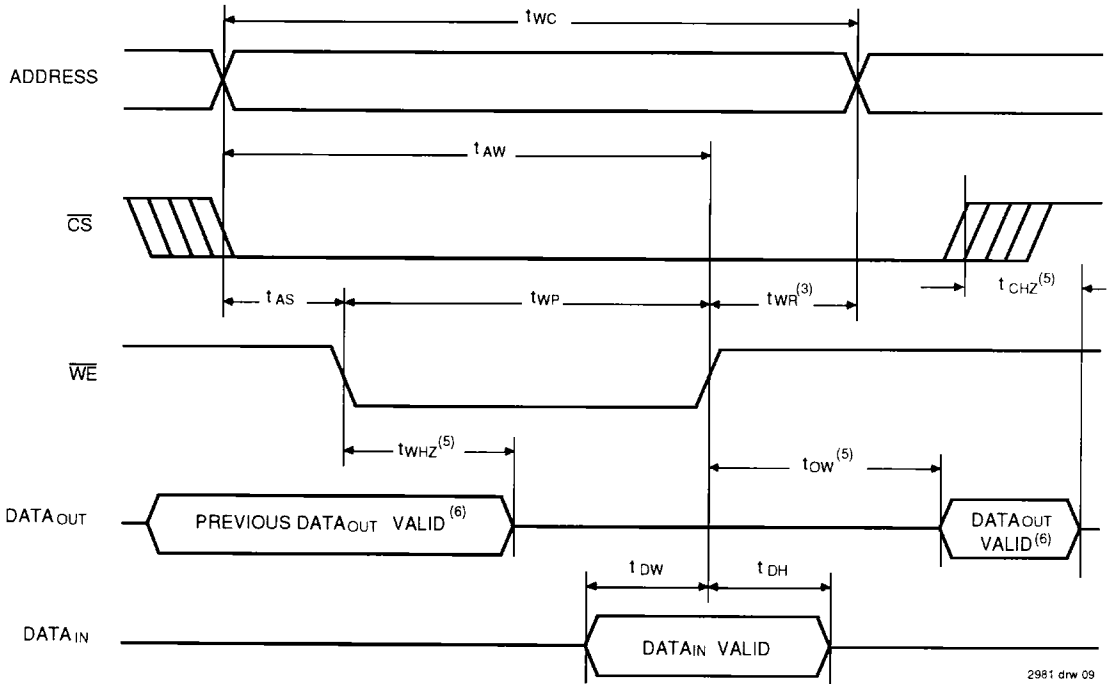 tWC
ADDRESS
tAW
CS
tAS
tWP
tWR(3)
tCHZ(5)
WE
tWHZ(5)
tOW(5)
DATAOUT
PREVIOUS DATAOUT VALID(6)
DATAOUT
VALID(6)
tDW
tDH
DATAIN
DATAIN VALID
2981 drw 09